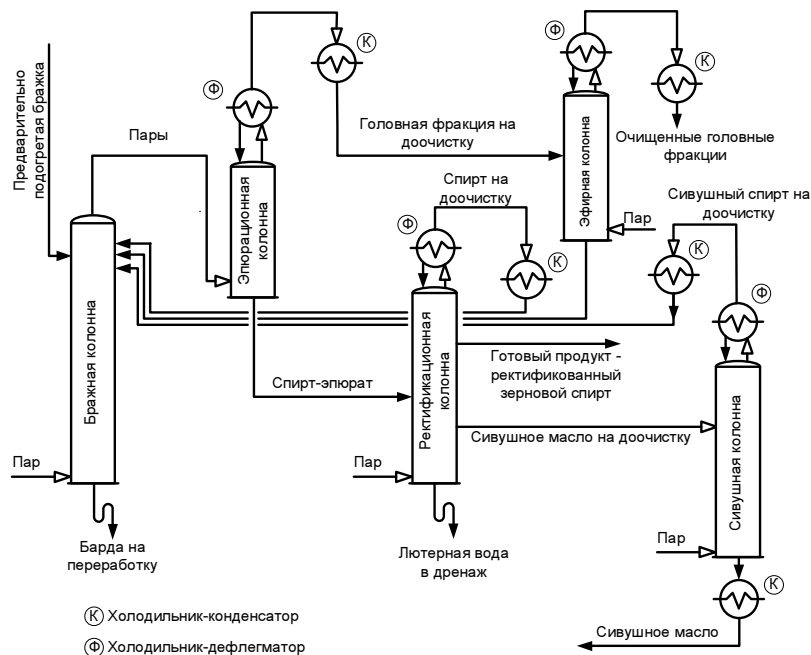 Ф
К
Ф
К
Предварительно
подогретая бражка
Пары
Головная фракция на
доочистку
Очищенные головные
фракции
Эпюрационная
колонна
Эфирная колонна
Спирт на
доочистку
Пар
Сивушный спирт на
доочистку
Ф
К
К
Ф
Бражная колонна
Спирт-эпюрат
Ректификационная
колонна
Готовый продукт -
ректификованный
зерновой спирт
Сивушное масло на доочистку
Сивушная колонна
Пар
Пар
Пар
Барда на
переработку
Лютерная вода
в дренаж
К
Сивушное масло
К Холодильник-конденсатор
Ф Холодильник-дефлегматор